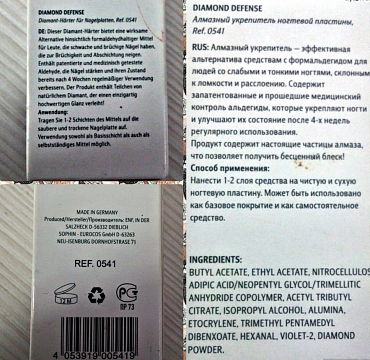 DIAMOND DEFENSE
Diamant-Härter für Nagelplatten, Ref. 0541
DE: Dieser Diamant-Härter bietet eine wirksame
Alternative hinsichtlich formaldehydhaltiger Mittel
für Leute, die schwache und brüchige Nägel haben,
die zur Brüchigkeit und Abschichtung neigen.
Enthält patentierte und medizinisch getestete
Aldehyde, die Nägel stärken und ihren Zustand
bereits nach 4 Wochen regelmäßigen Verwendung
verbessern. Das Produkt enthält Teilchen von
natürlichem Diamant, der einen einzigartig
hochwertigen Glanz verleiht!
Anwendung:
Tragen Sie 1-2 Schichten des Mittels auf die
saubere und trockene Nagelplatte auf.
Verwendung sowohl als Basisschicht als auch als
selbständiges Mittel möglich.
MADE IN GERMANY
Produced/Hersteller/Производитель: ENF. IN DER
SALZHECK D-56332 DIEBLICH
SOPHIN - EUROCOS GmbH D-63263
NEU-ISENBURG DORNHOFSTRASSE 71
REF. 0541
12 M
PG
ПР 73
4 053919 005419
DIAMOND DEFENSE
Алмазный укрепитель ногтевой пластины,
Ref. 0541
RUS: Алмазный укрепитель — эффективная
альтернатива средствам с формальдегидом для
людей со слабыми и тонкими ногтями, склонным
к ломкости и расслоению. Содержит
запатентованные и прошедшие медицинский
контроль альдегиды, которые укрепляют ногти
и улучшают их состояние после 4-х недель
регулярного использования.
Продукт содержит настоящие частицы алмаза,
что позволяет получить бесценный блеск!
Способ применения:
Нанести 1-2 слоя средства на чистую и сухую
ногтевую пластину. Может быть использовано
как базовое покрытие и как самостоятельное
средство.
INGREDIENTS:
BUTYL ACETATE, ETHYL ACETATE, NITROCELLULOS
ADIPIC ACID/NEOPENTYL GLYCOL/TRIMELLITIC
ANHYDRIDE COPOLYMER, ACETYL TRIBUTYL
CITRATE, ISOPROPYL ALCOHOL, ALUMINA,
ETOCRYLENE, TRIMETHYL PENTAMEDYL
DIBENXOATE, HEXANAL, VIOLET-2, DIAMOND
POWDER.